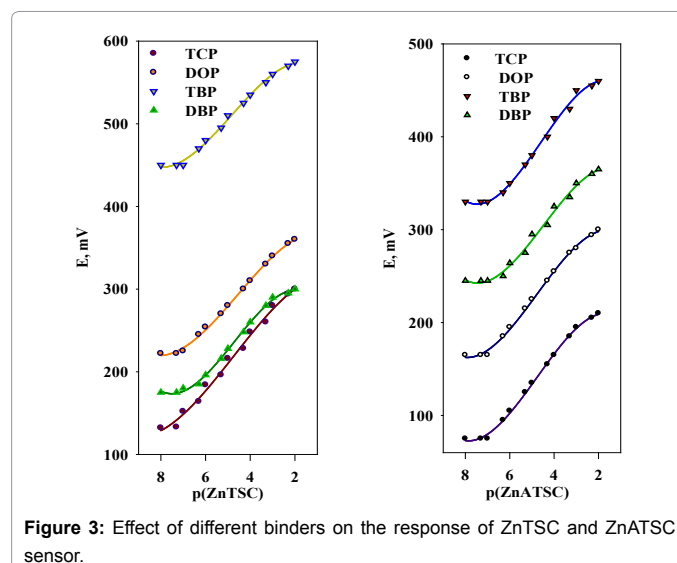 600
500
400
300
200
100
E, mV
TCP
DOP
TBP
DBP
8 6 4 2
p(ZnTSC)
500
400
300
200
100
E, mV
TCP
DOP
TBP
DBP
8 6 4 2
p(ZnATSC)
Figure 3: Effect of different binders on the response of ZnTSC and ZnATSC
sensor.